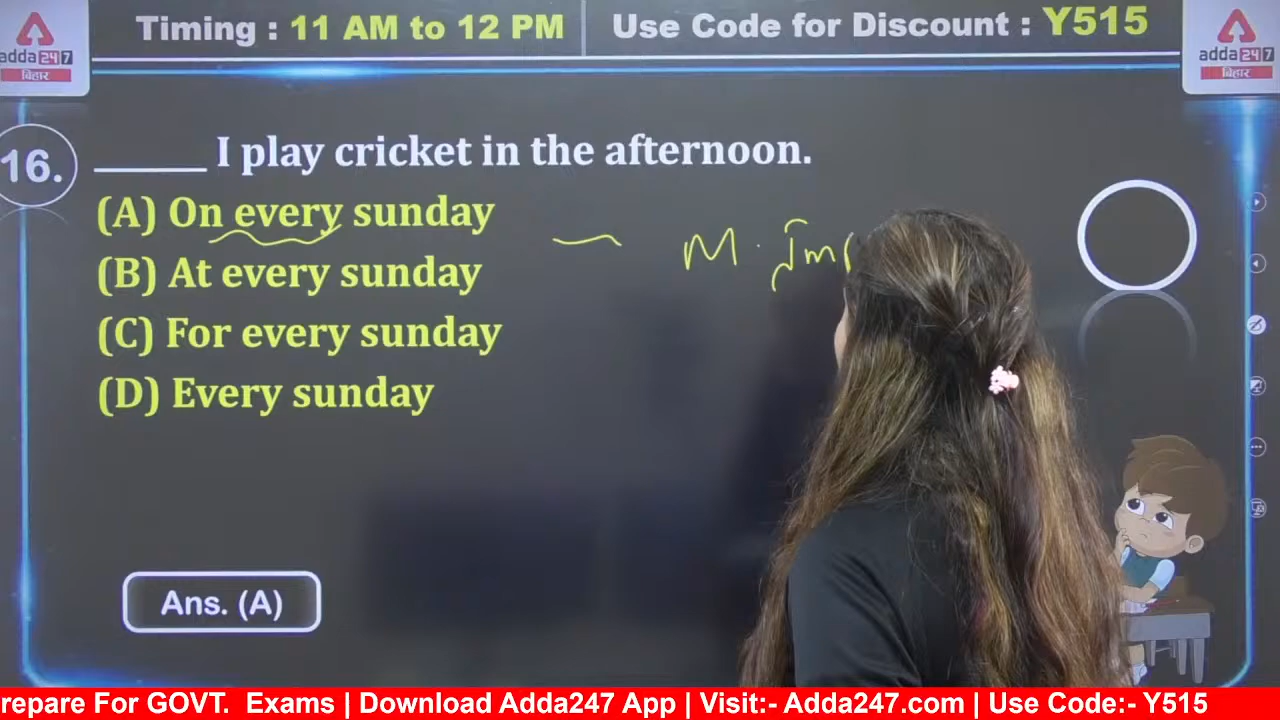 Timing : 11 AM to 12 PM
Use Code for Discount : Y515
adda247
बिहार
adda247
बिहार
16. ______ I play cricket in the afternoon.
(A) On every sunday
(B) At every sunday
(C) For every sunday
(D) Every sunday
M.
Ans. (A)
repare For GOVT. Exams | Download Adda247 App | Visit:- Adda247.com | Use Code:- Y515